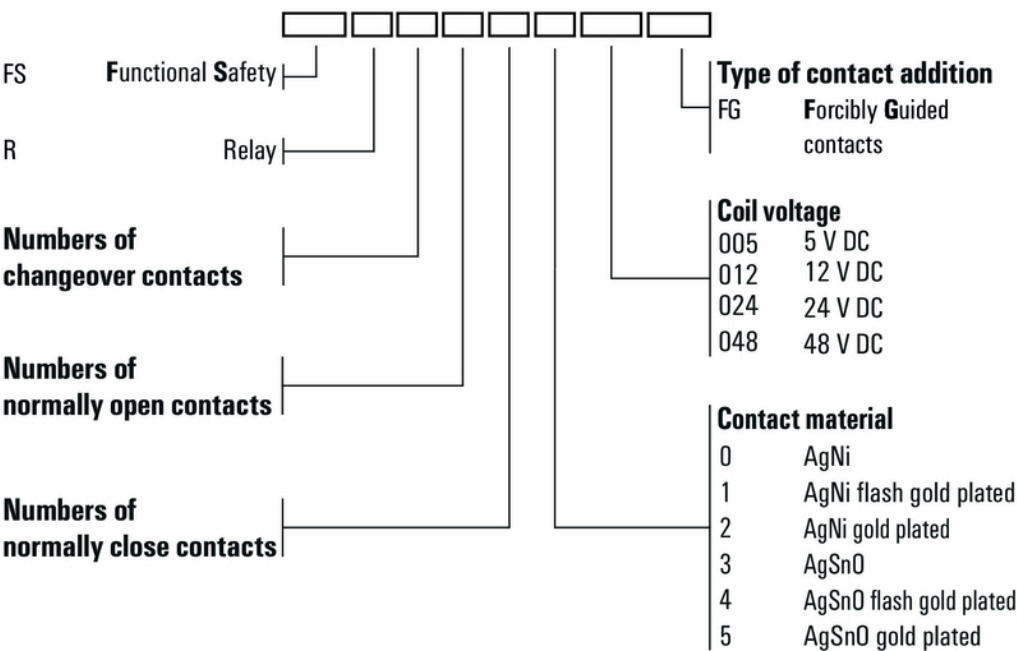 FS Functional Safety
R Relay
Numbers of
changeover contacts
Numbers of
normally open contacts
Numbers of
normally close contacts
Type of contact addition
FG Forcibly Guided
contacts
Coil voltage
005 5 V DC
012 12 V DC
024 24 V DC
048 48 V DC
Contact material
0 AgNi
1 AgNi flash gold plated
2 AgNi gold plated
3 AgSnO
4 AgSnO flash gold plated
5 AgSnO gold plated